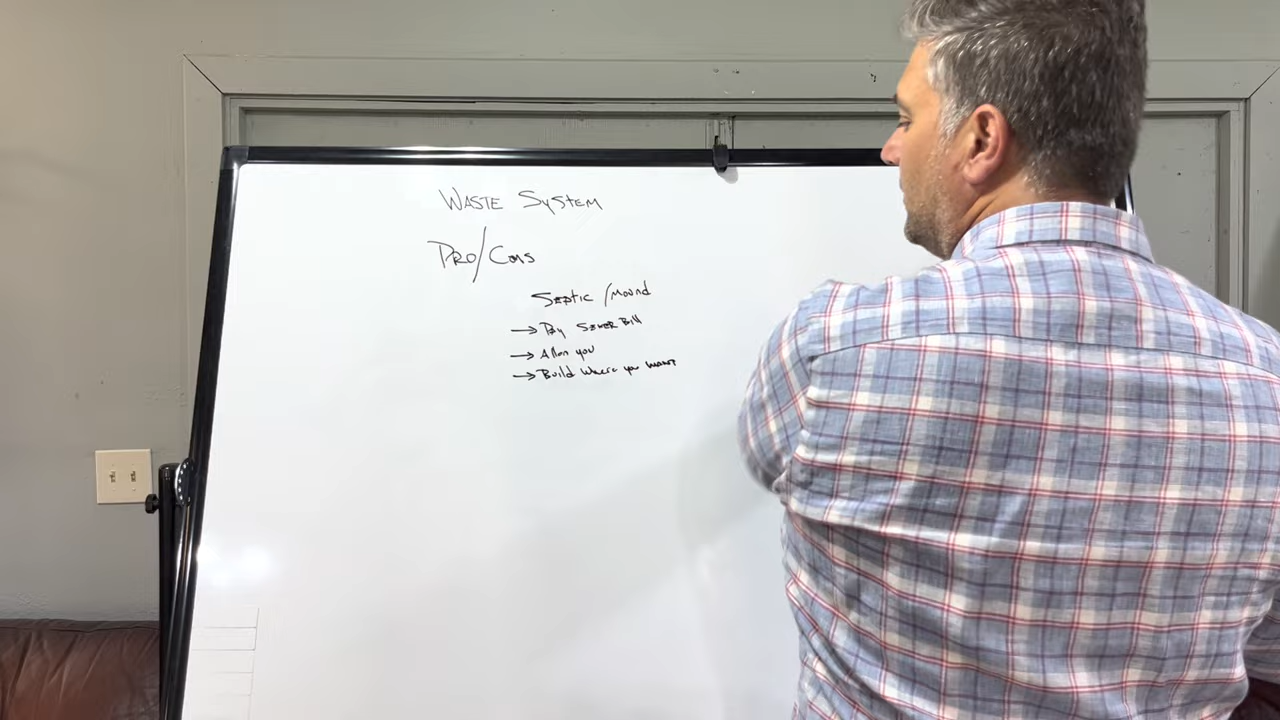 WASTE SYSTEM
PRO/CONS
SEPTIC / MOUND
→ Pay SEWER Bill
→ Allow you
→ Build where you want